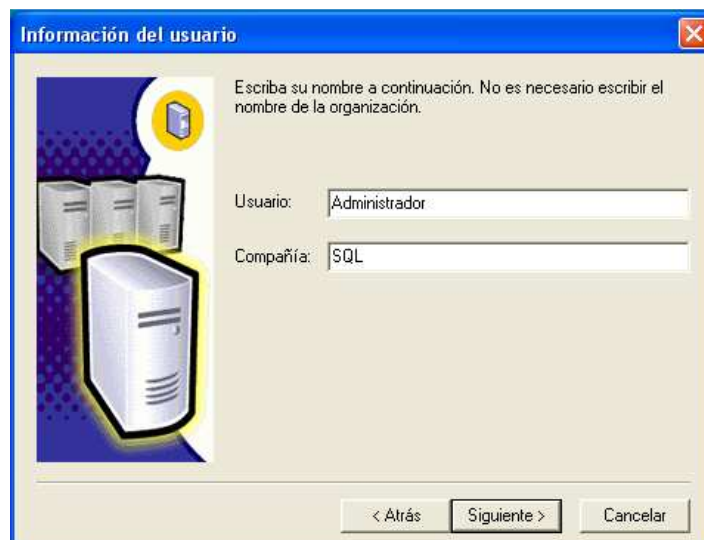 Información del usuario
Escriba su nombre a continuación. No es necesario escribir el
nombre de la organización.
Usuario: Administrador
Compañía: SQL
< Atrás Siguiente > Cancelar